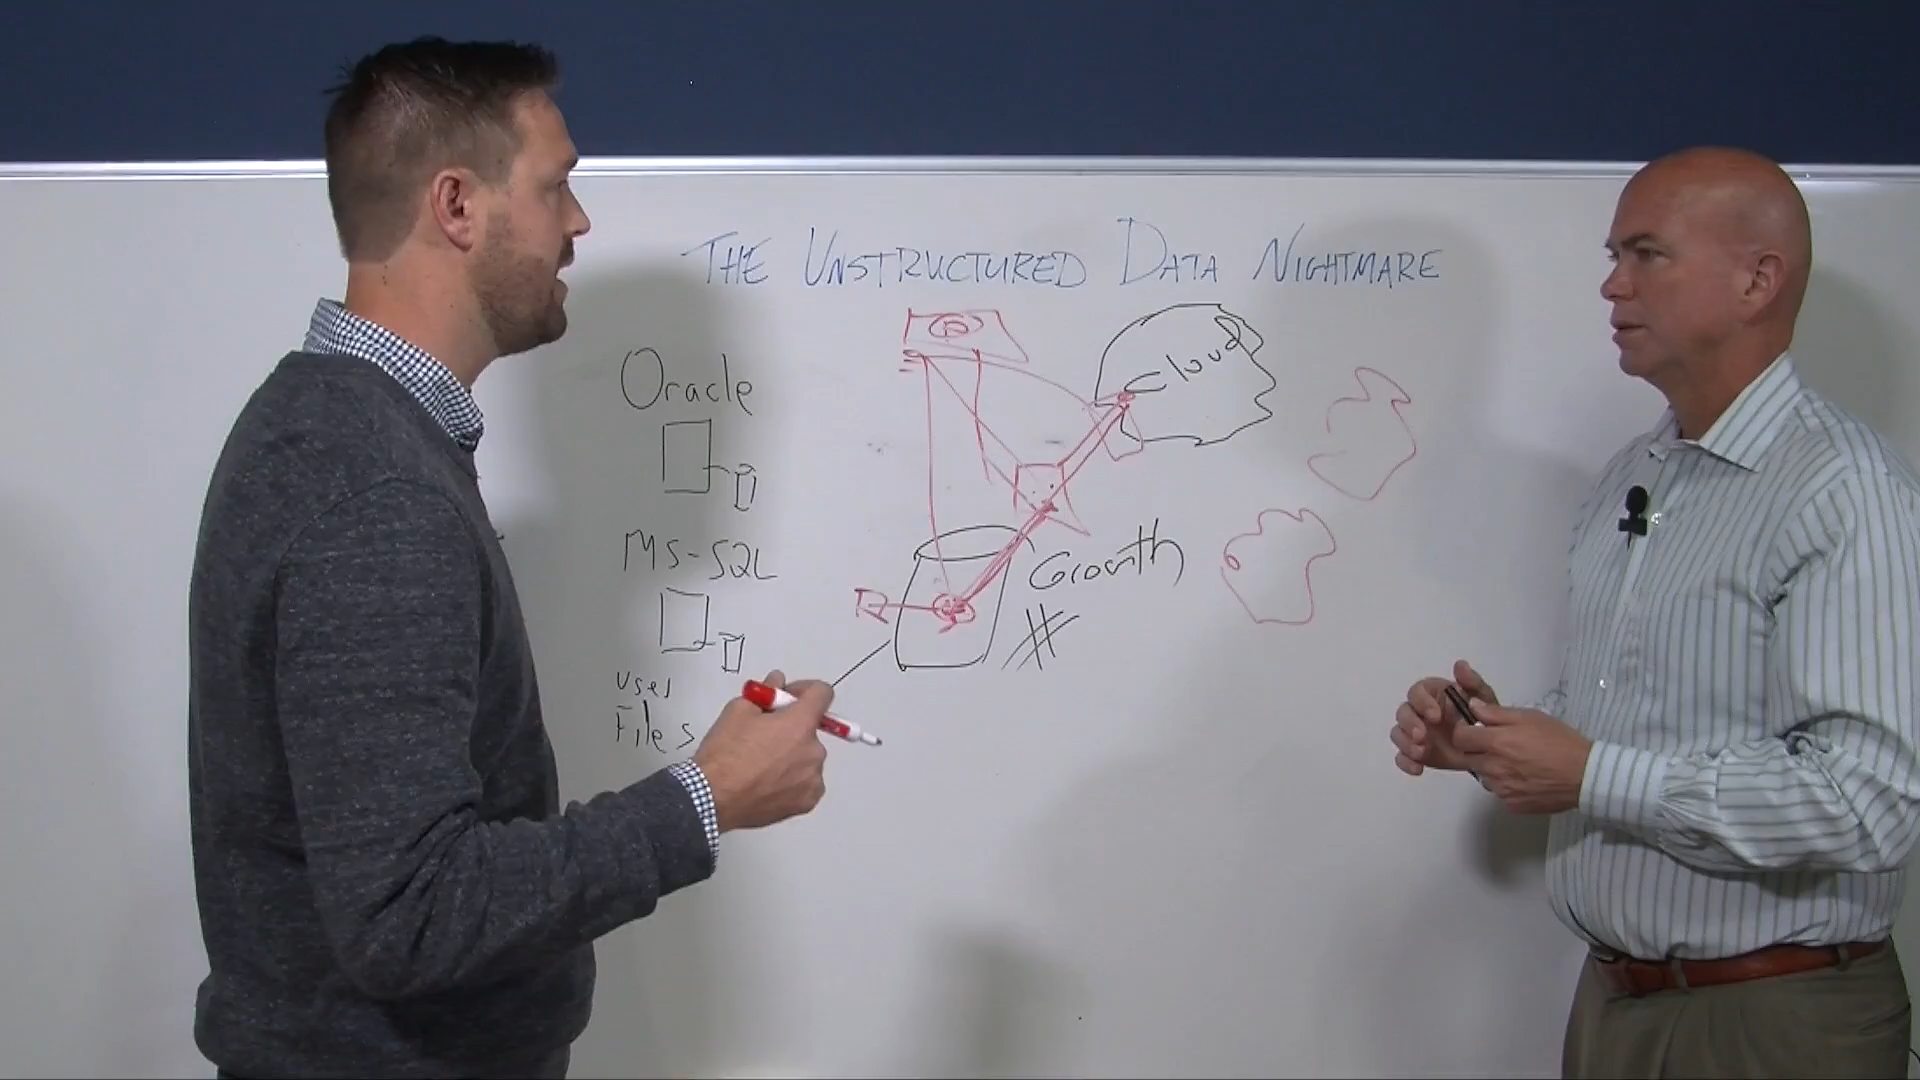 THE UNSTRUCTURED DATA NIGHTMARE
Oracle
Cloud
MS-SQL
Growth
User
Files